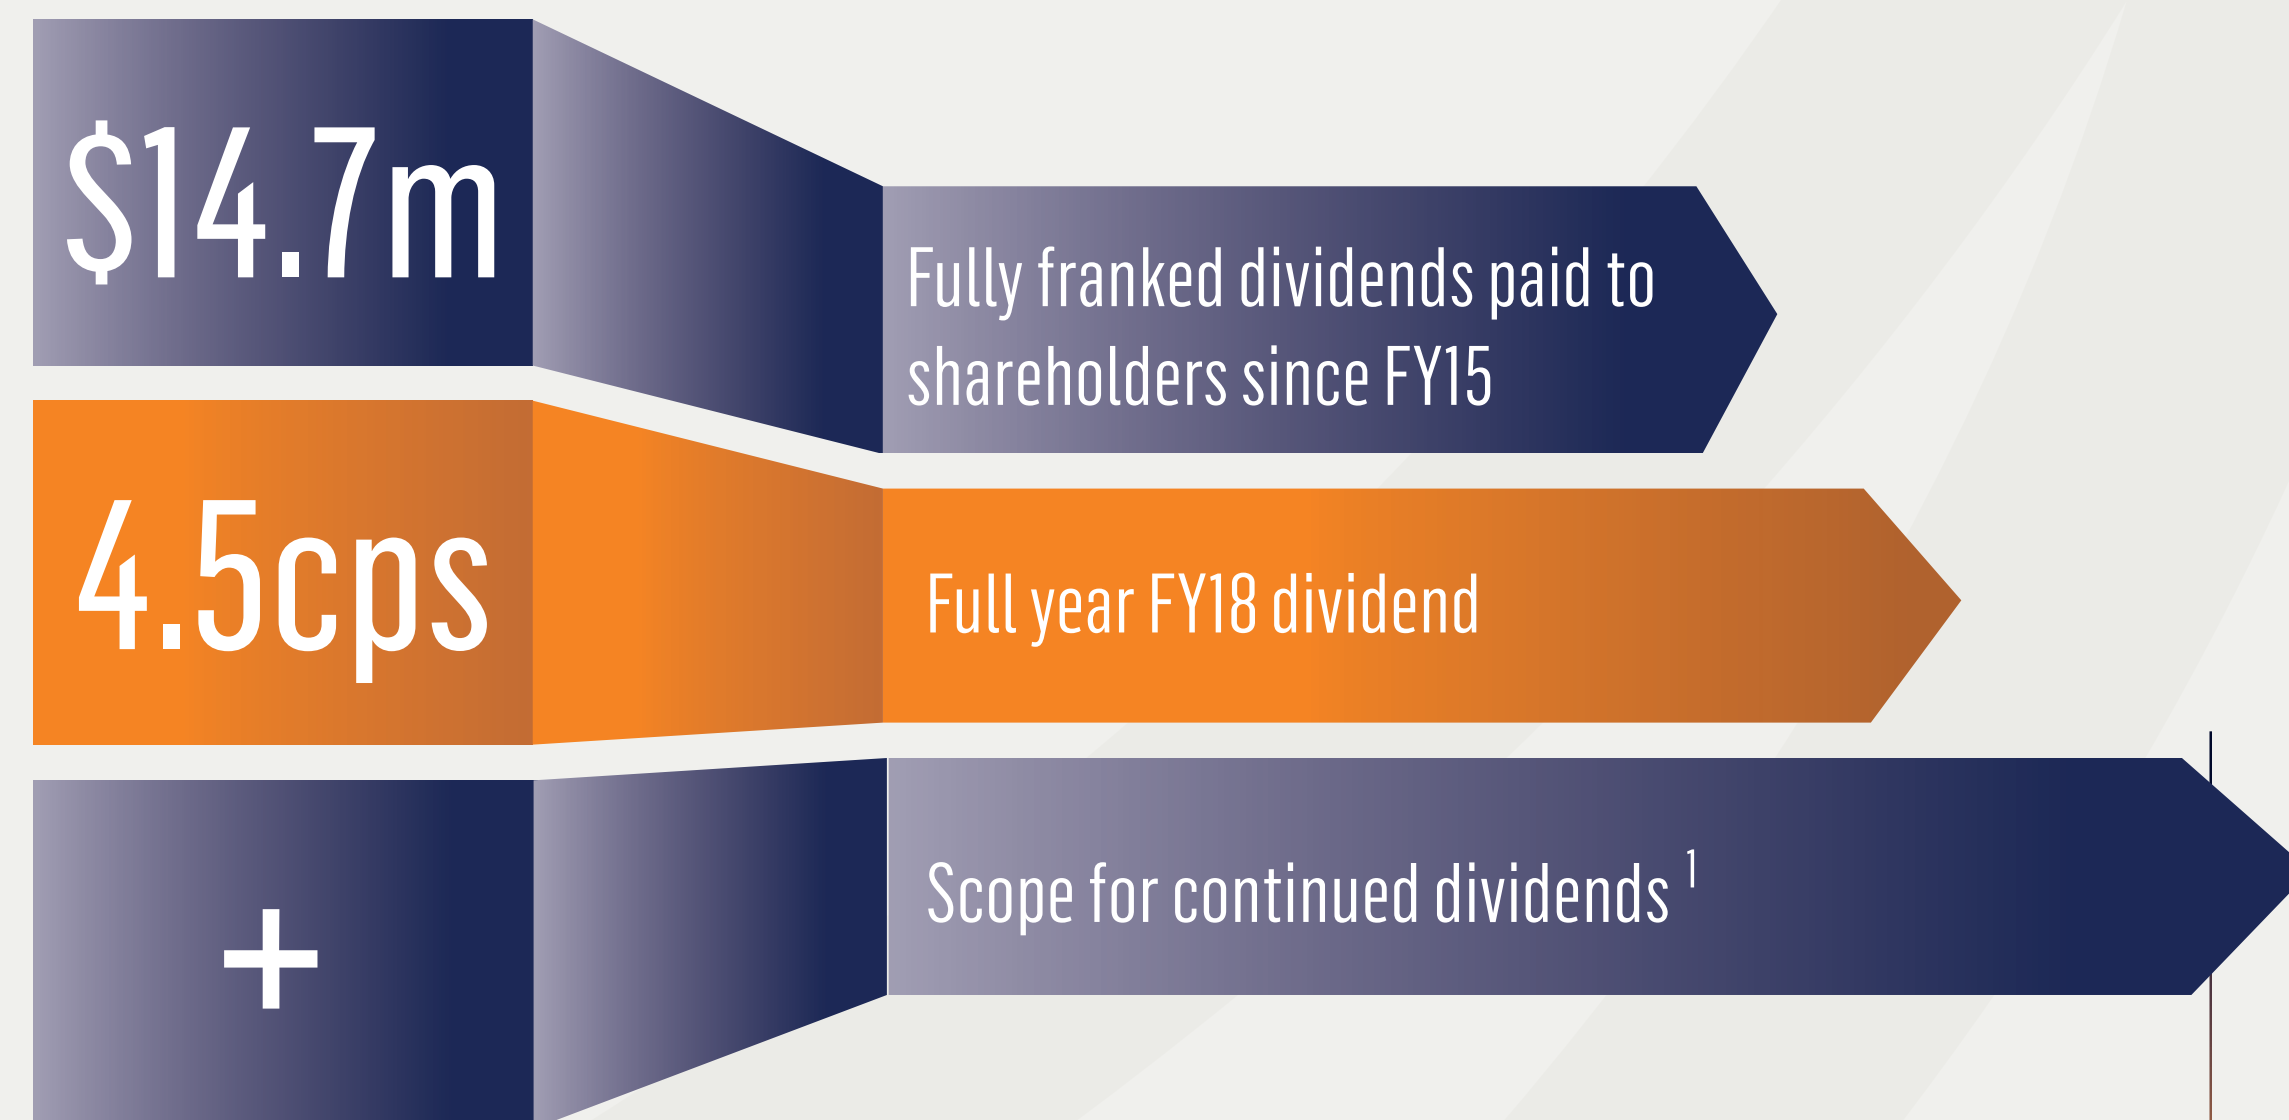 $14.7m
Fully franked dividends paid to
shareholders since FY15
4.5cps
Full year FY18 dividend
+
Scope for continued dividends 1